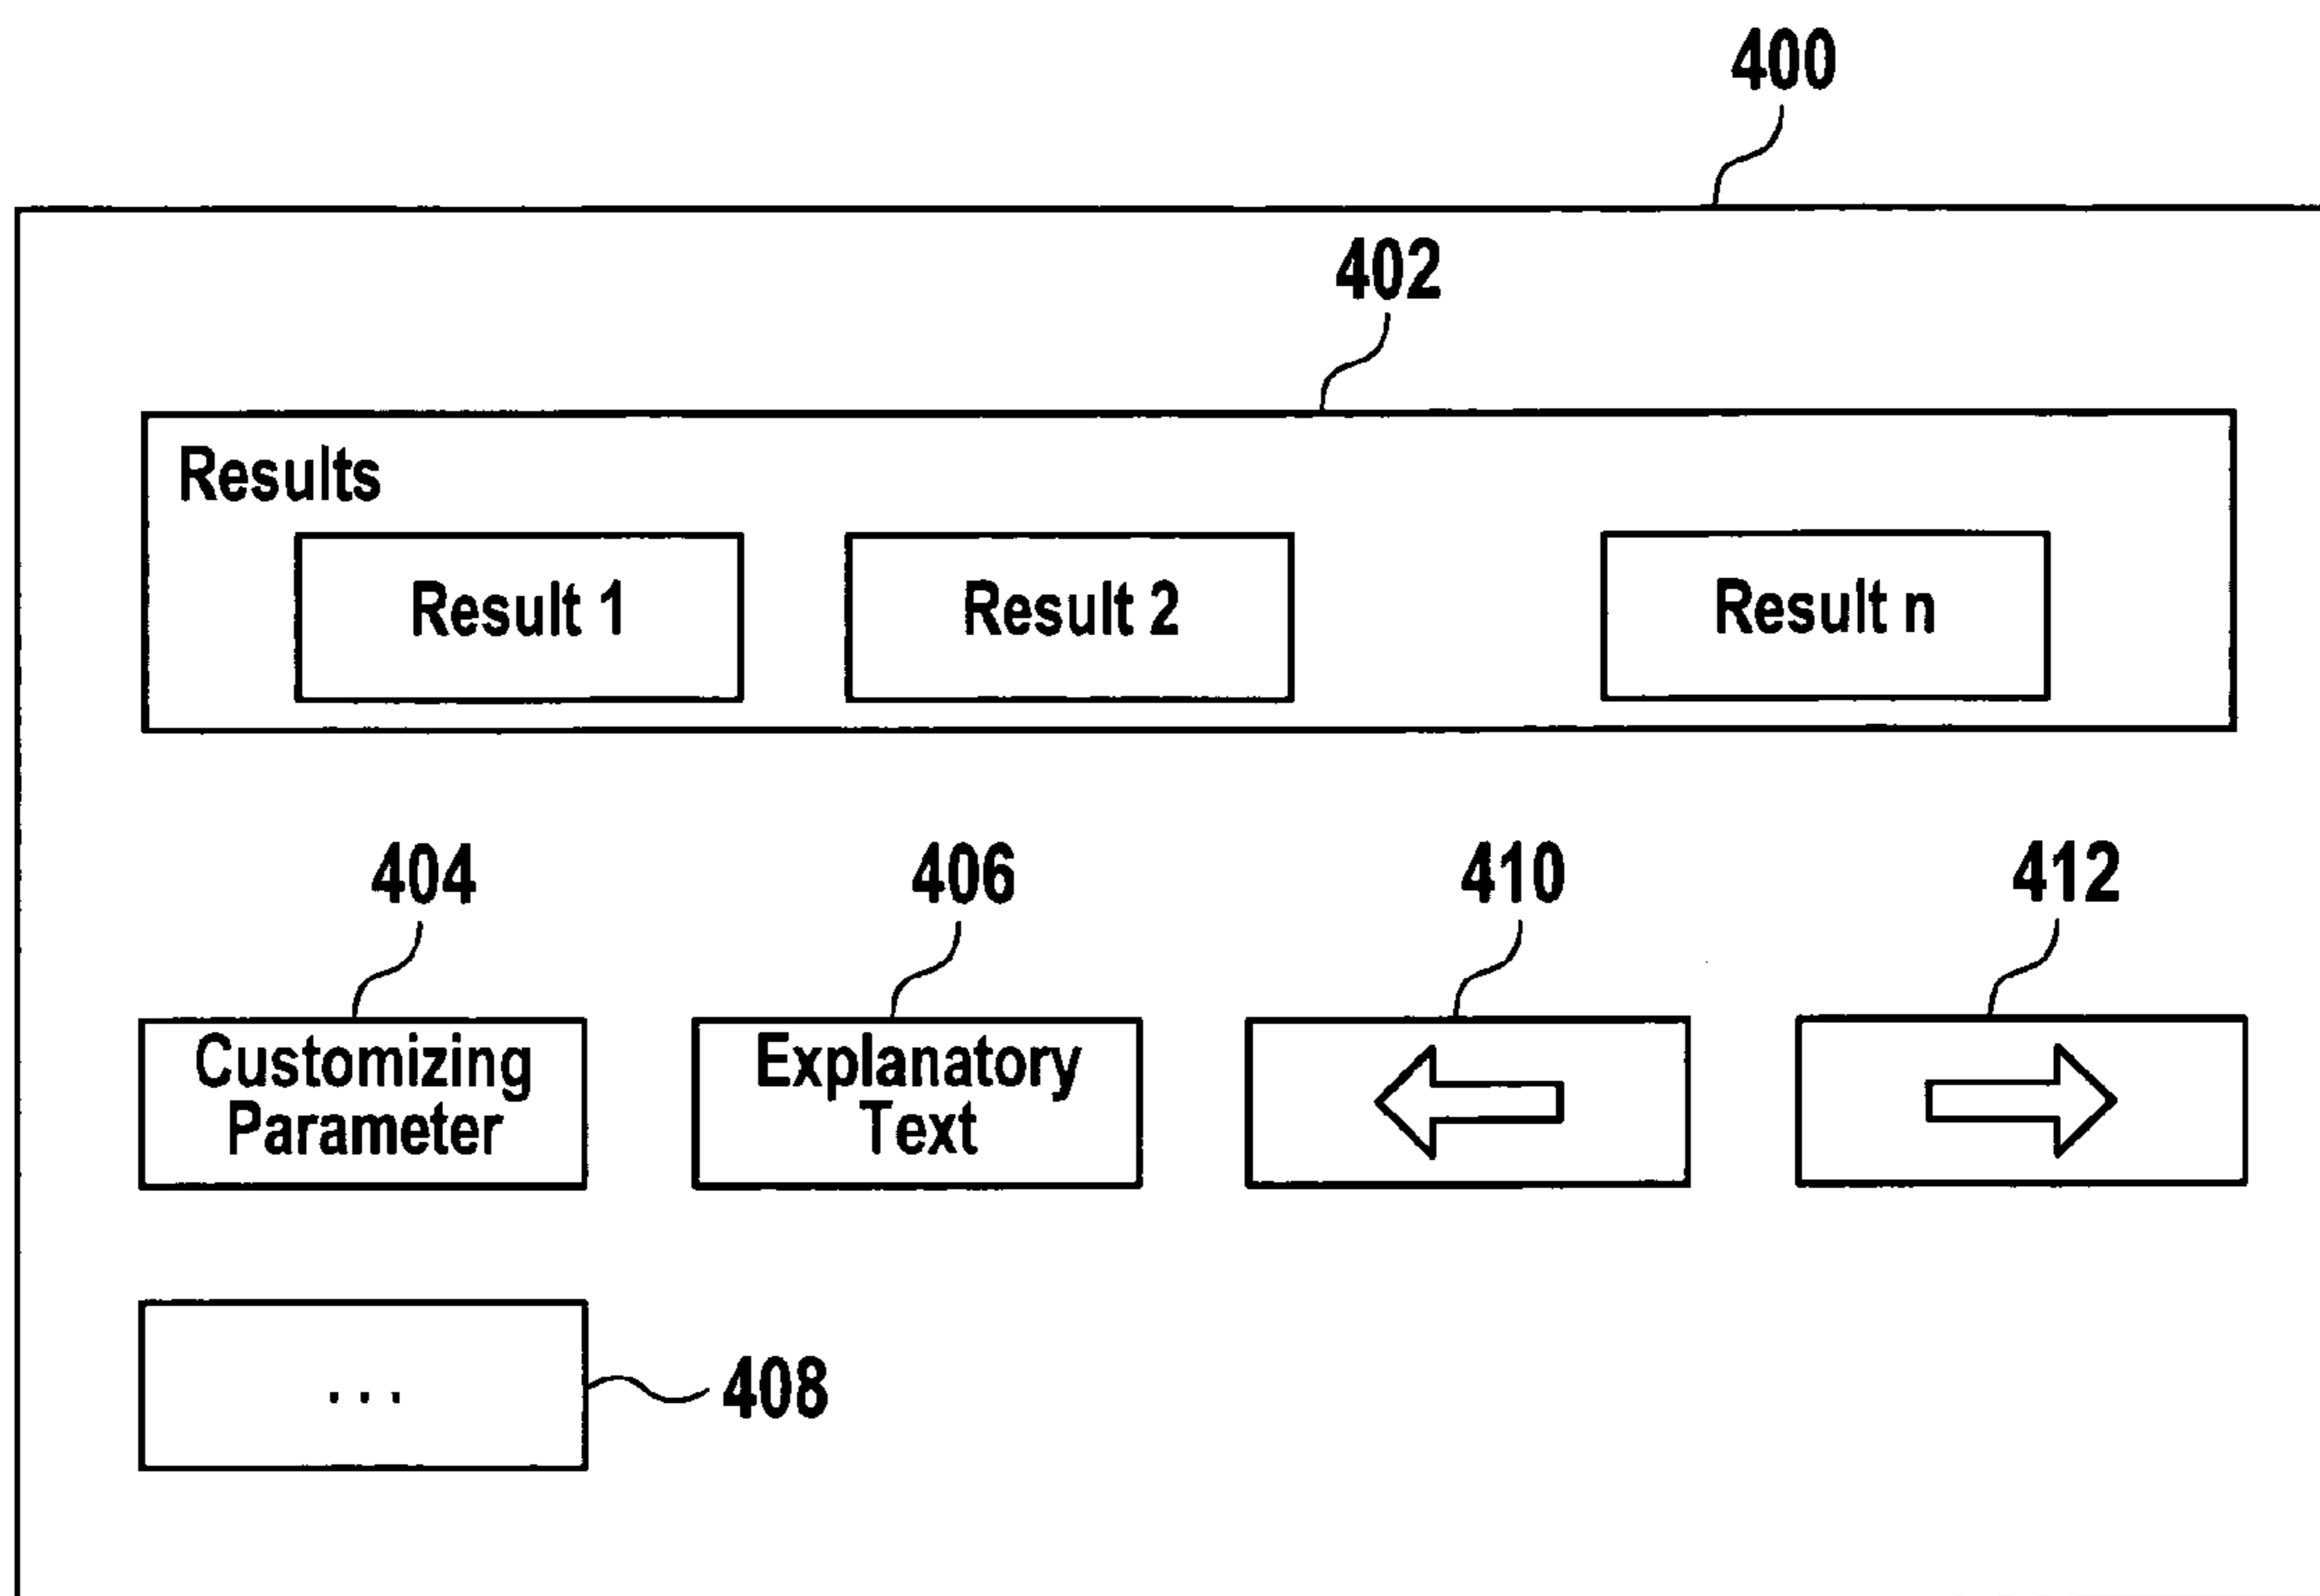 400
402
Results
Result 1
Result 2
Result n
404
406
410
412
Customizing
Parameter
Explanatory
Text
...
408